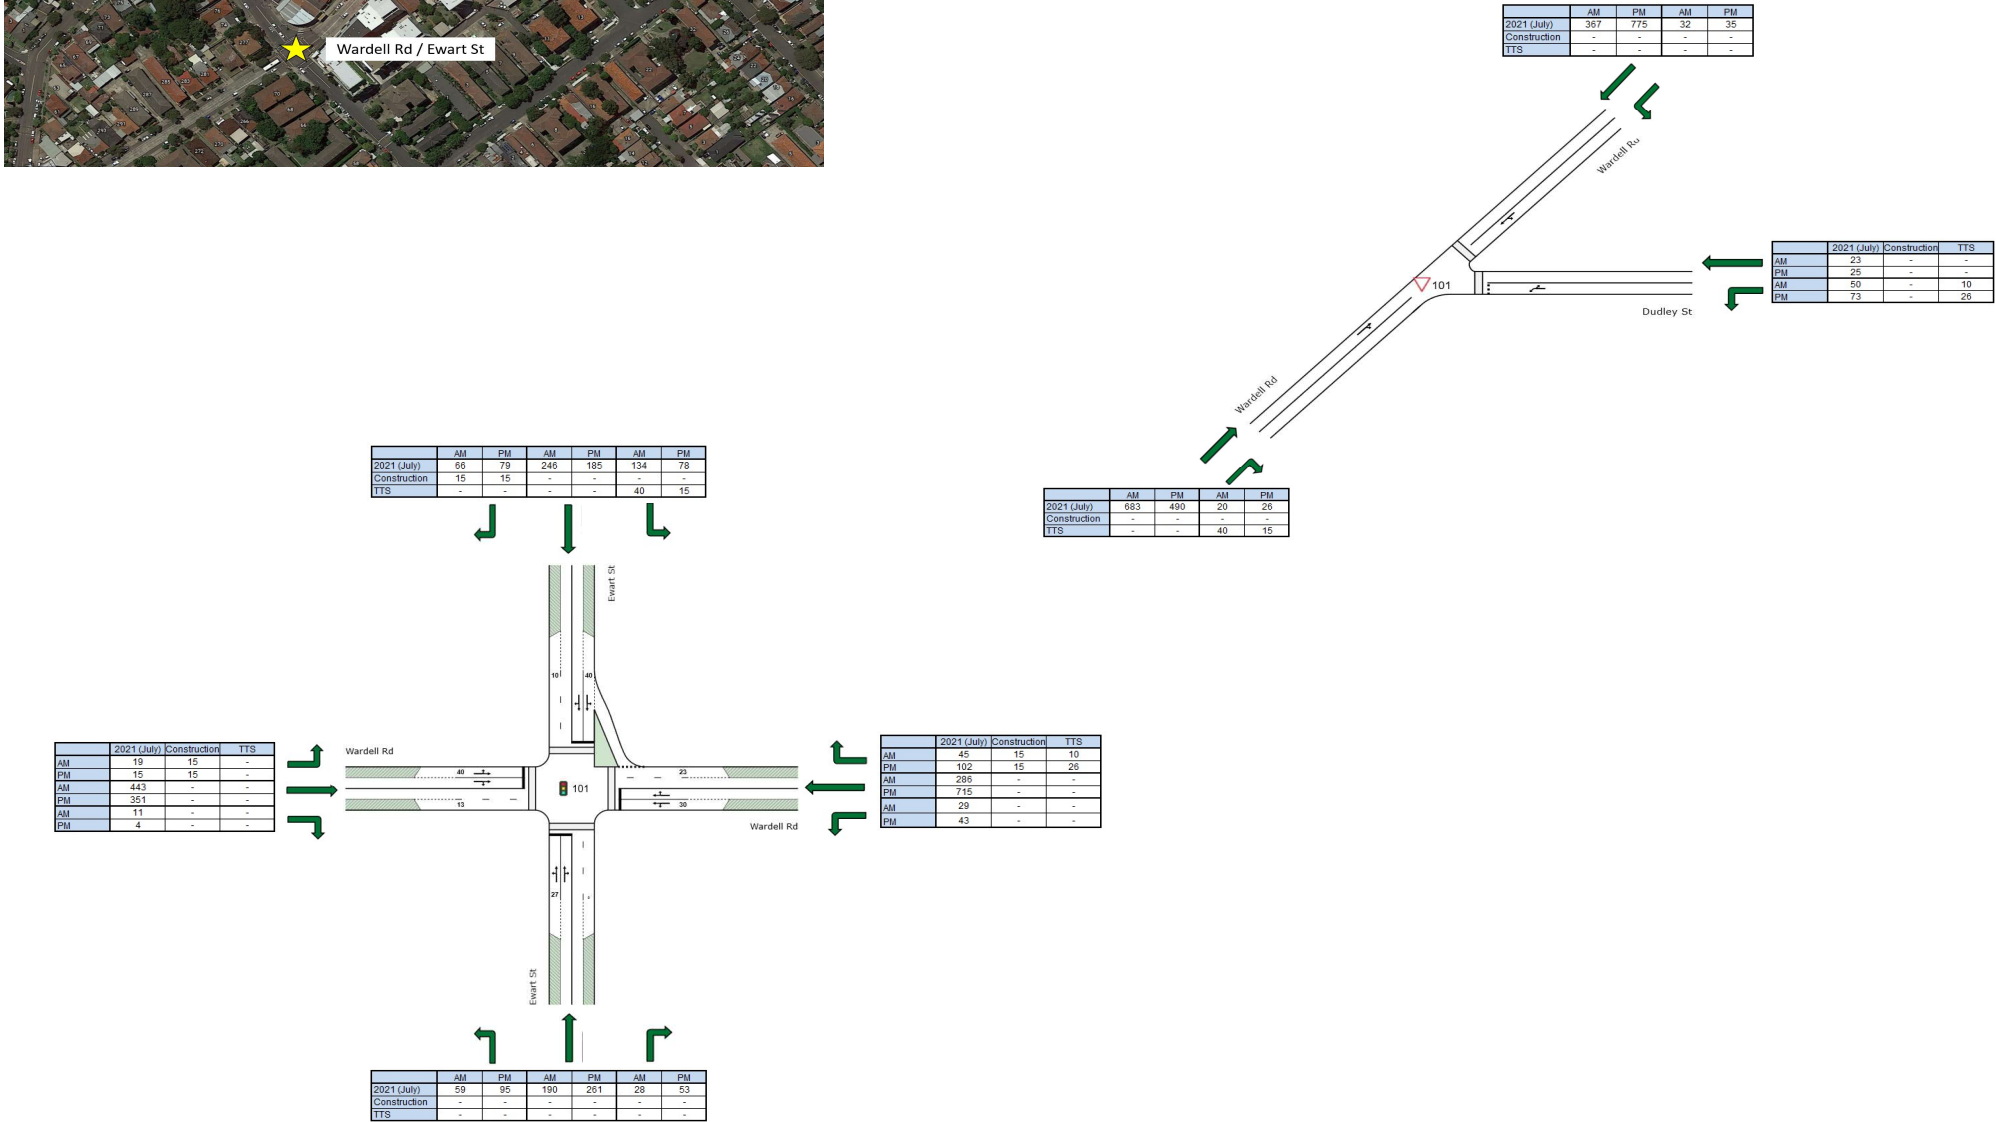 Wardell Rd / Ewart St
AM PM AM PM
2021 (July) 367 775 32 35
Construction - - - -
TTS - - - -
Wardell Rd
2021 (July) Construction TTS
AM 23 - -
PM 25 - -
AM 50 - 10
PM 73 - 26
101
Dudley St
Wardell Rd
AM PM AM PM
2021 (July) 683 490 20 26
Construction - - - -
TTS - - 40 15
AM PM AM PM AM PM
2021 (July) 66 79 246 185 134 78
Construction 15 15 - - - -
TTS - - - - 40 15
Ewart St
10 40
2021 (July) Construction TTS
AM 19 15 -
PM 15 15 -
AM 443 - -
PM 351 - -
AM 11 - -
PM 4 - -
Wardell Rd
40 23
101
13 30
Wardell Rd
2021 (July) Construction TTS
AM 45 15 10
PM 102 15 26
AM 286 - -
PM 715 - -
AM 29 - -
PM 43 - -
27
Ewart St
AM PM AM PM AM PM
2021 (July) 59 95 190 261 28 53
Construction - - - - - -
TTS - - - - - -